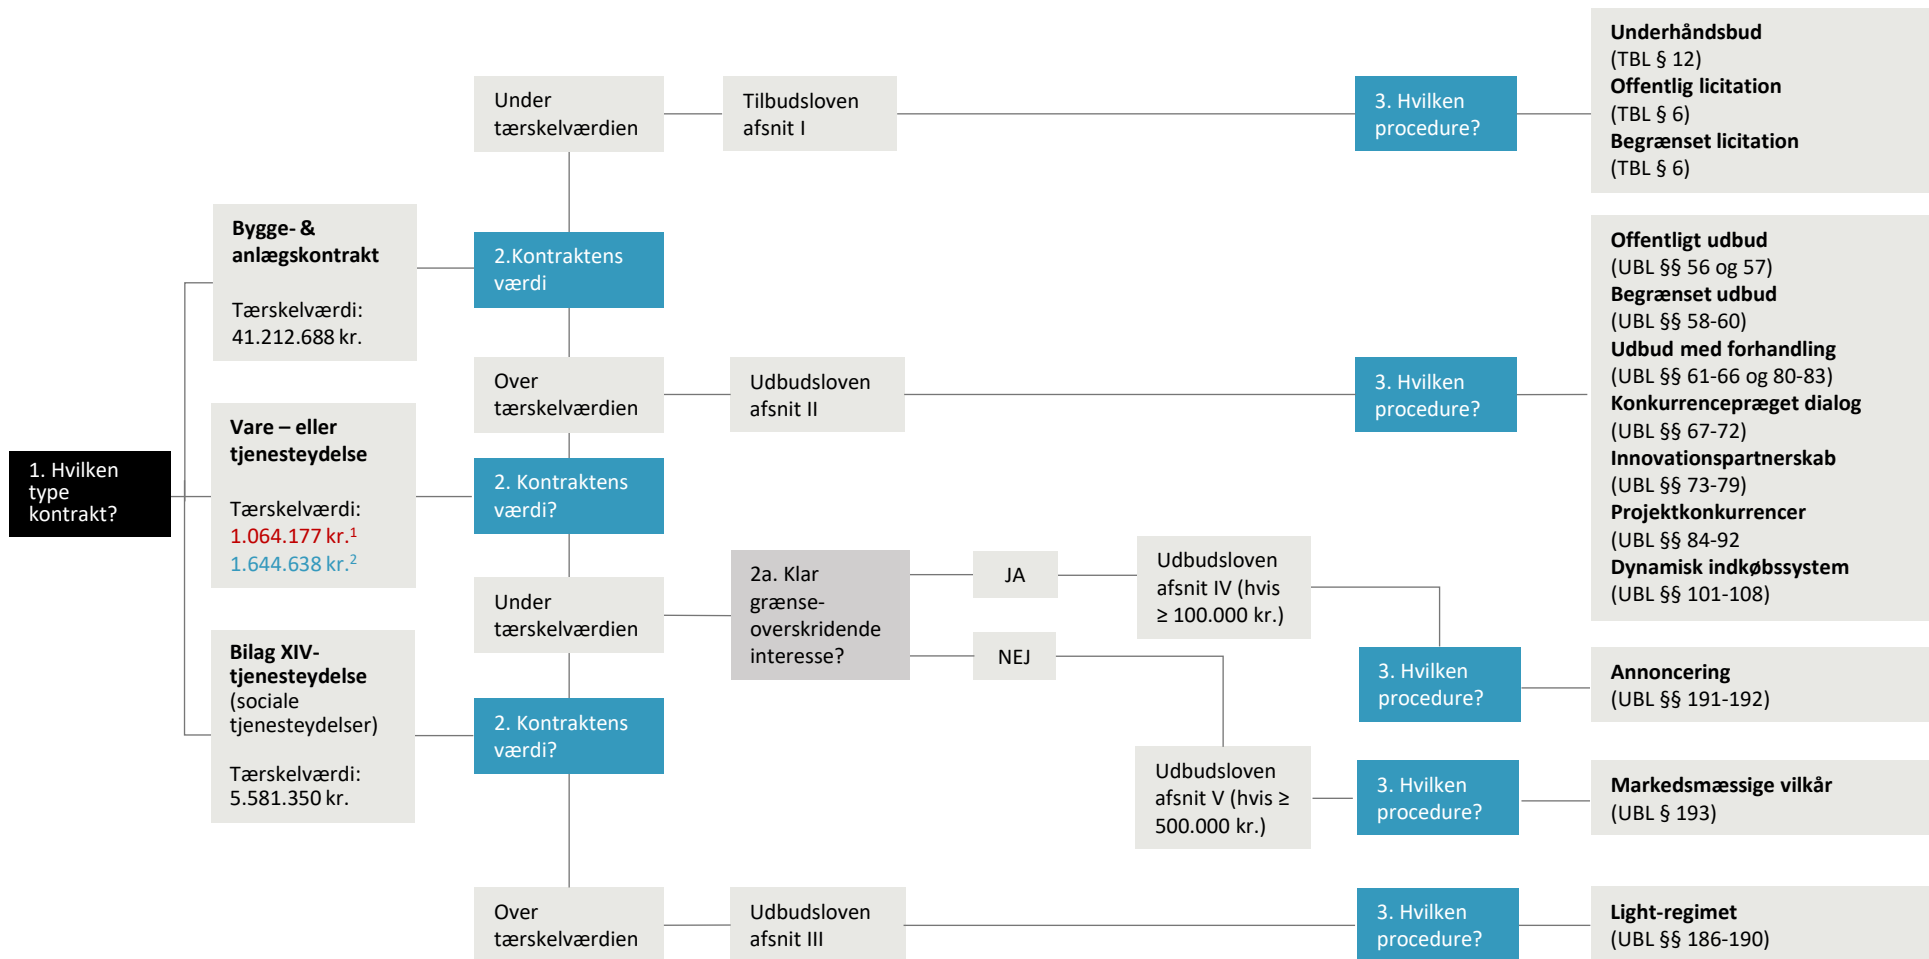 1. Hvilken
type
kontrakt?
Bygge- &
anlægskontrakt
Tærskelværdi:
41.212.688 kr.
Vare – eller
tjenesteydelse
Tærskelværdi:
1.064.177 kr.¹
1.644.638 kr.²
Bilag XIV-
tjenesteydelse
(sociale
tjenesteydelser)
Tærskelværdi:
5.581.350 kr.
Under
tærskelværdien
2.Kontraktens
værdi
Over
tærskelværdien
2. Kontraktens
værdi?
Under
tærskelværdien
2. Kontraktens
værdi?
Over
tærskelværdien
Tilbudsloven
afsnit I
Udbudsloven
afsnit II
2a. Klar
grænse-
overskridende
interesse?
JA
NEJ
Udbudsloven
afsnit IV (hvis
≥ 100.000 kr.)
Udbudsloven
afsnit V (hvis ≥
500.000 kr.)
Udbudsloven
afsnit III
3. Hvilken
procedure?
3. Hvilken
procedure?
3. Hvilken
procedure?
3. Hvilken
procedure?
3. Hvilken
procedure?
Underhåndsbud
(TBL § 12)
Offentlig licitation
(TBL § 6)
Begrænset licitation
(TBL § 6)
Offentligt udbud
(UBL §§ 56 og 57)
Begrænset udbud
(UBL §§ 58-60)
Udbud med forhandling
(UBL §§ 61-66 og 80-83)
Konkurrencepræget dialog
(UBL §§ 67-72)
Innovationspartnerskab
(UBL §§ 73-79)
Projektkonkurrencer
(UBL §§ 84-92
Dynamisk indkøbssystem
(UBL §§ 101-108)
Annoncering
(UBL §§ 191-192)
Markedsmæssige vilkår
(UBL § 193)
Light-regimet
(UBL §§ 186-190)